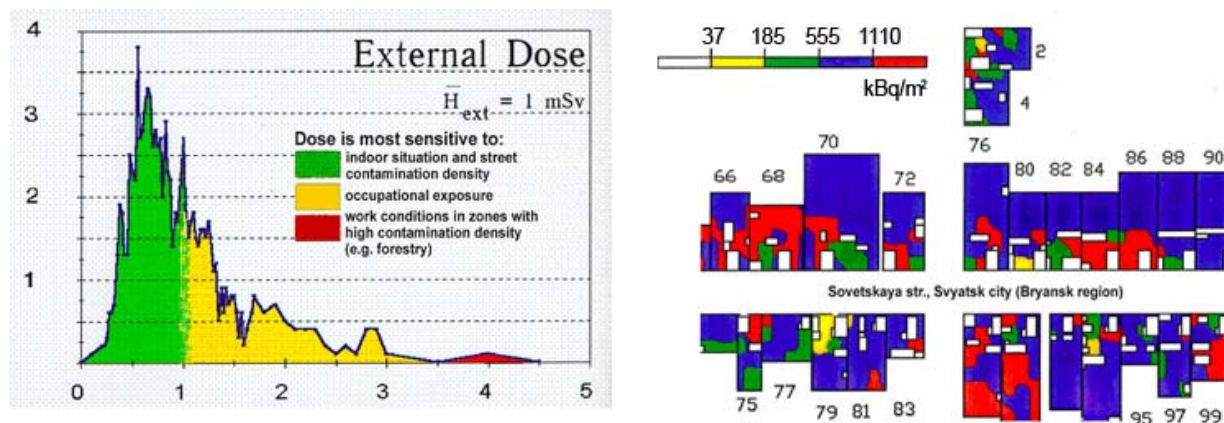 4
3
2
1
0 1 2 3 4 5
External Dose
H̅ext = 1 mSv
Dose is most sensitive to:
indoor situation and street
contamination density
occupational exposure
work conditions in zones with
high contamination density
(e.g. forestry)
37 185 555 1110
kBq/m²
2
4
66 68 70 72
76 80 82 84 86 88 90
Sovetskaya str., Svyatsk city (Bryansk region)
75 77 79 81 83
95 97 99